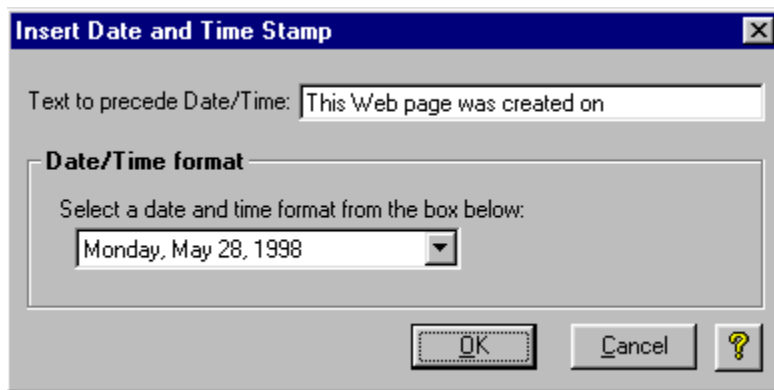 Insert Date and Time Stamp
Text to precede Date/Time: This Web page was created on
Date/Time format
Select a date and time format from the box below:
Monday, May 28, 1998
OK Cancel ?